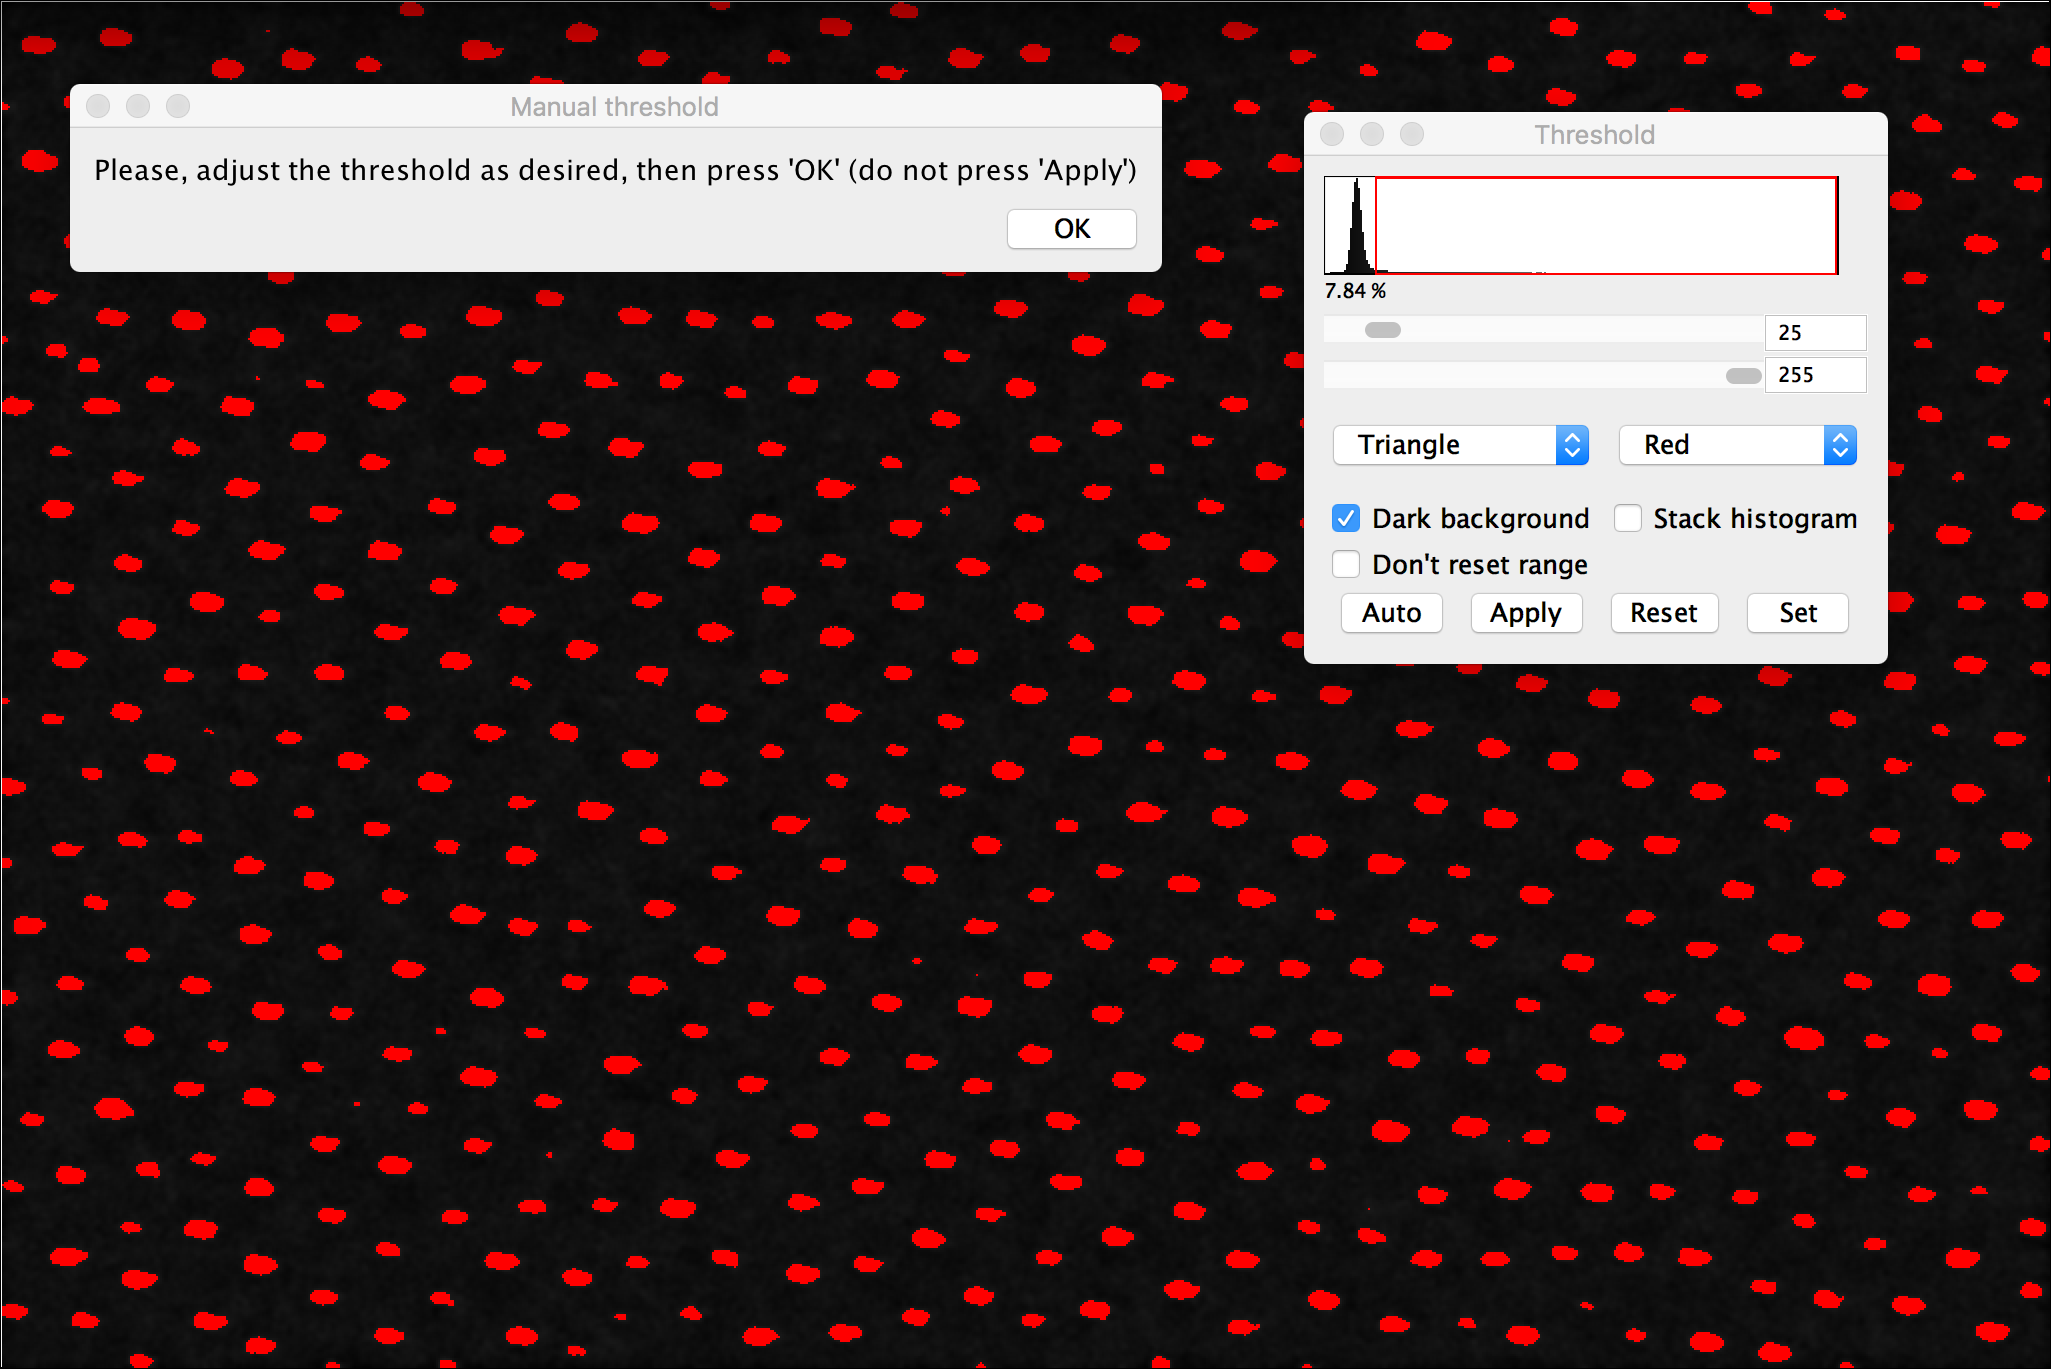 Manual threshold
Please, adjust the threshold as desired, then press 'OK' (do not press 'Apply')
OK
Threshold
7.84 %
25
255
Triangle
Red
Dark background
Stack histogram
Don't reset range
Auto
Apply
Reset
Set